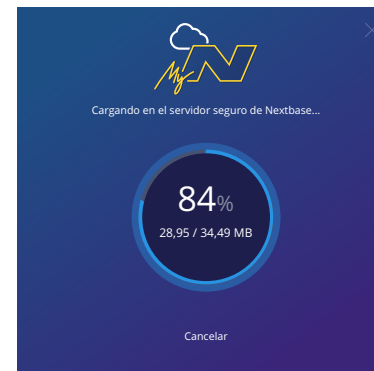 My N
Cargando en el servidor seguro de Nextbase...
84%
28,95 / 34,49 MB
Cancelar